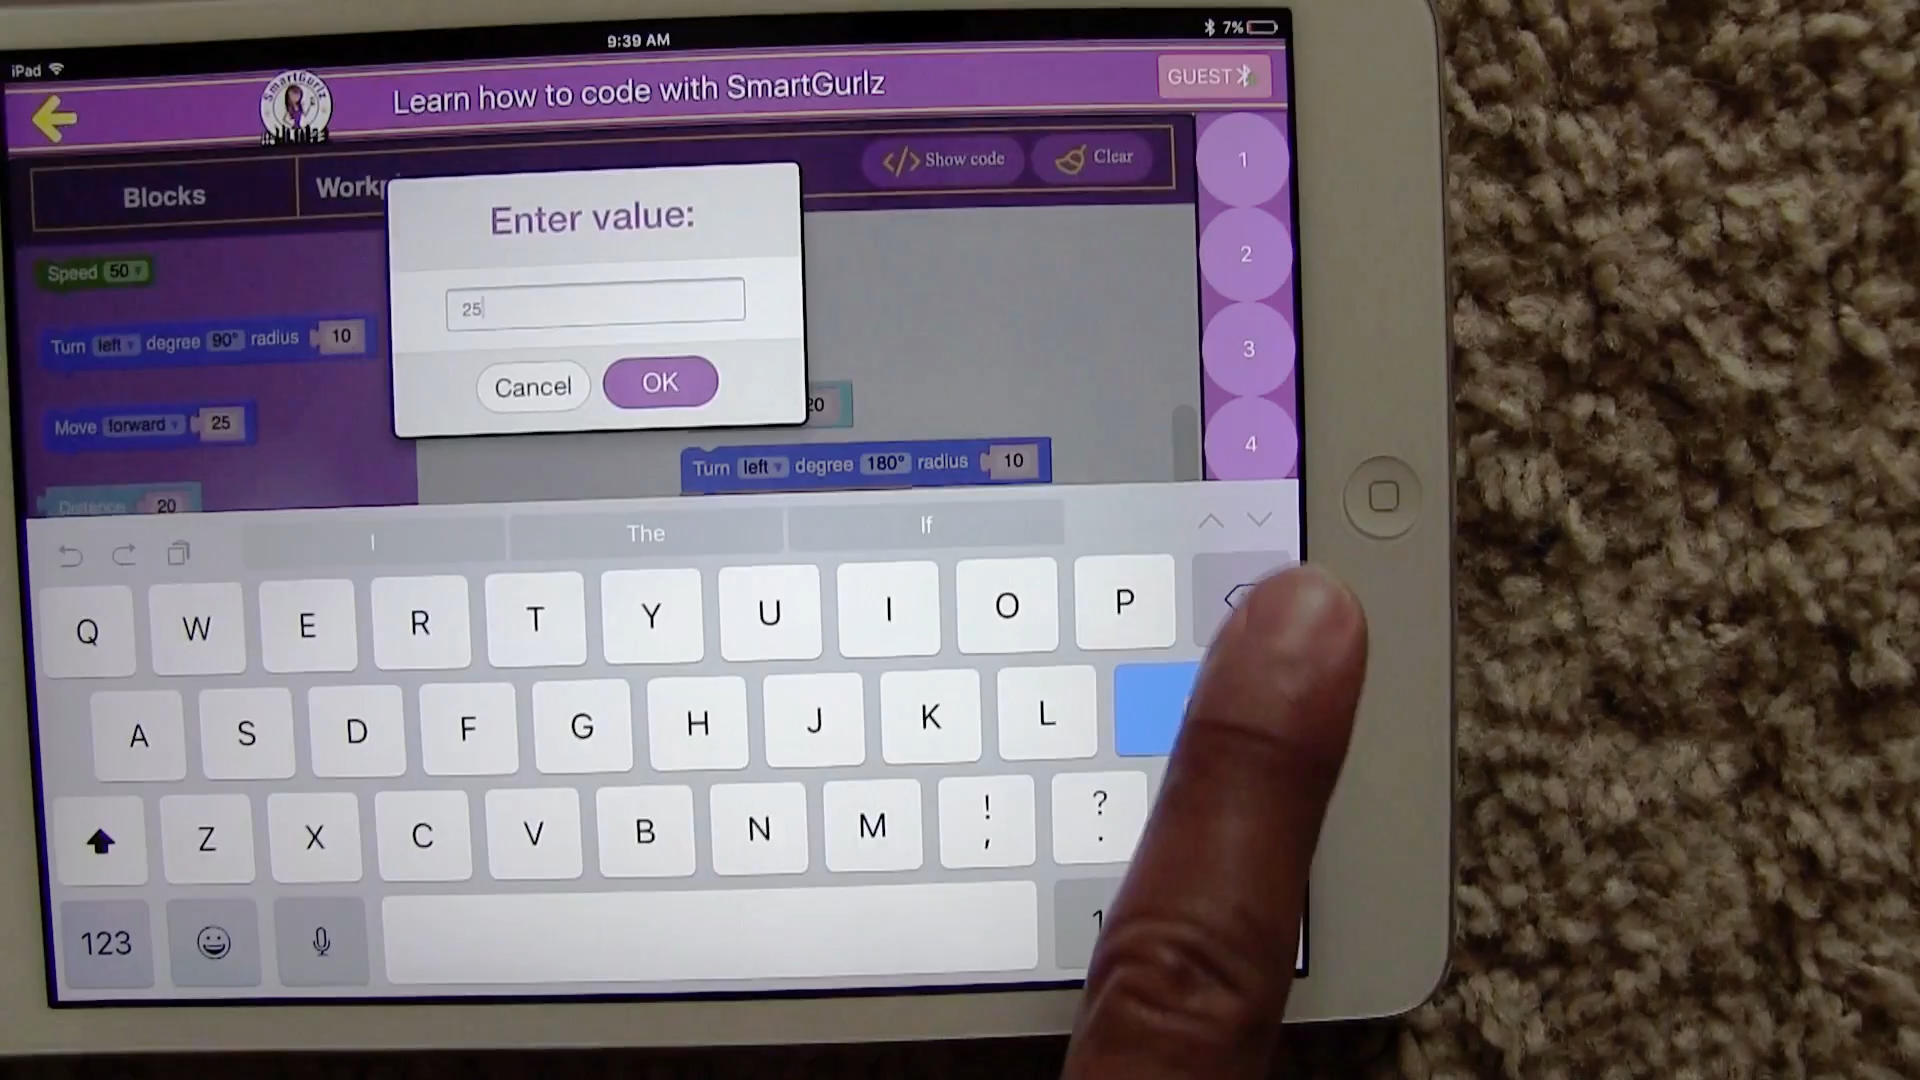 iPad
9:39 AM
7%
SmartGurlz
Learn how to code with SmartGurlz
GUEST
Blocks
Show code
Clear
1
Enter value:
2
Speed 50
25
Turn left degree 90° radius 10
3
Cancel
OK
Move forward 25
20
4
Turn left degree 180° radius 10
Distance 20
I
The
If
Q W E R T Y U I O P
A S D F G H J K L
Z X C V B N M ! , ? .
123